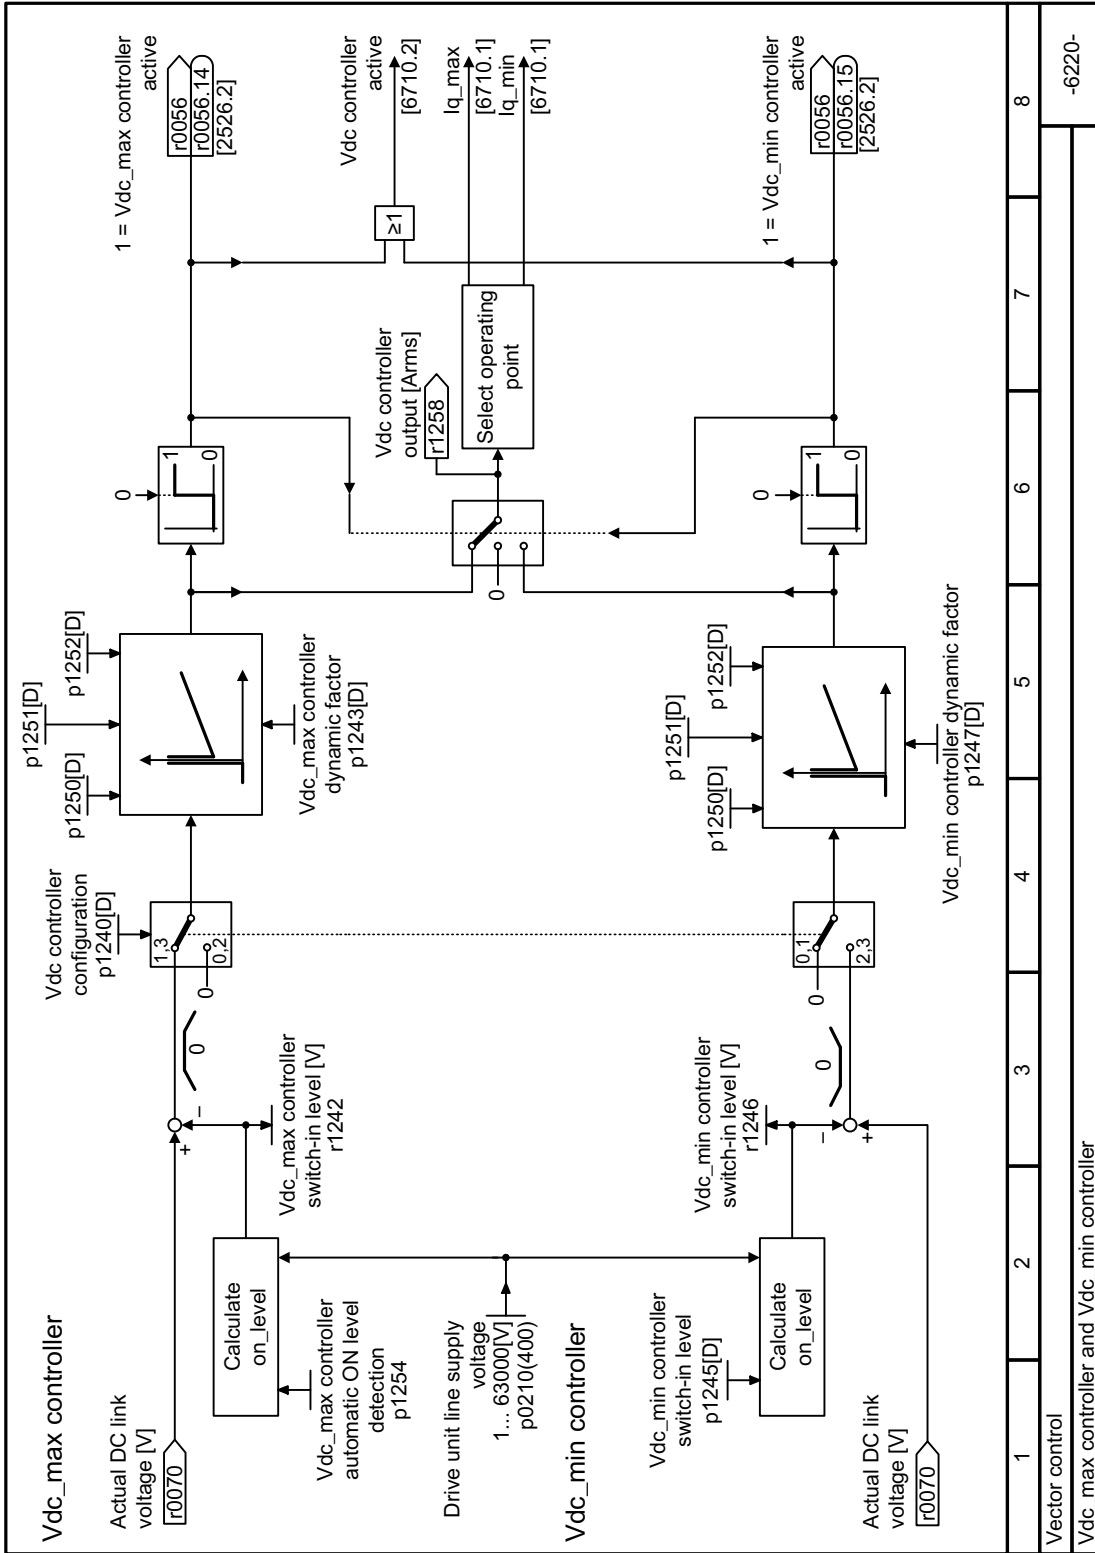 Vdc_max controller
Actual DC link
voltage [V]
r0070
+
–
Calculate
on_level
Vdc_max controller
automatic ON level
detection
p1254
Vdc_max controller
switch-in level [V]
r1242
0
Vdc controller
configuration
p1240[D]
1,3
0,2
0
p1250[D]
p1251[D]
p1252[D]
Vdc_max controller
dynamic factor
p1243[D]
0
1
0
1 = Vdc_max controller
active
r0056
r0056.14
[2526.2]
Drive unit line supply
voltage
1... 63000[V]
p0210(400)
0
Vdc controller
output [Arms]
r1258
Select operating
point
≥1
Vdc controller
active
[6710.2]
Iq_max
[6710.1]
Iq_min
[6710.1]
Vdc_min controller
Vdc_min controller
switch-in level
p1245[D]
Calculate
on_level
Vdc_min controller
switch-in level [V]
r1246
Actual DC link
voltage [V]
r0070
–
+
0
0
0,1
2,3
p1250[D]
p1251[D]
p1252[D]
Vdc_min controller dynamic factor
p1247[D]
0
1
0
1 = Vdc_min controller
active
r0056
r0056.15
[2526.2]
1
2
3
4
5
6
7
8
Vector control
-6220-
Vdc_max controller and Vdc_min controller